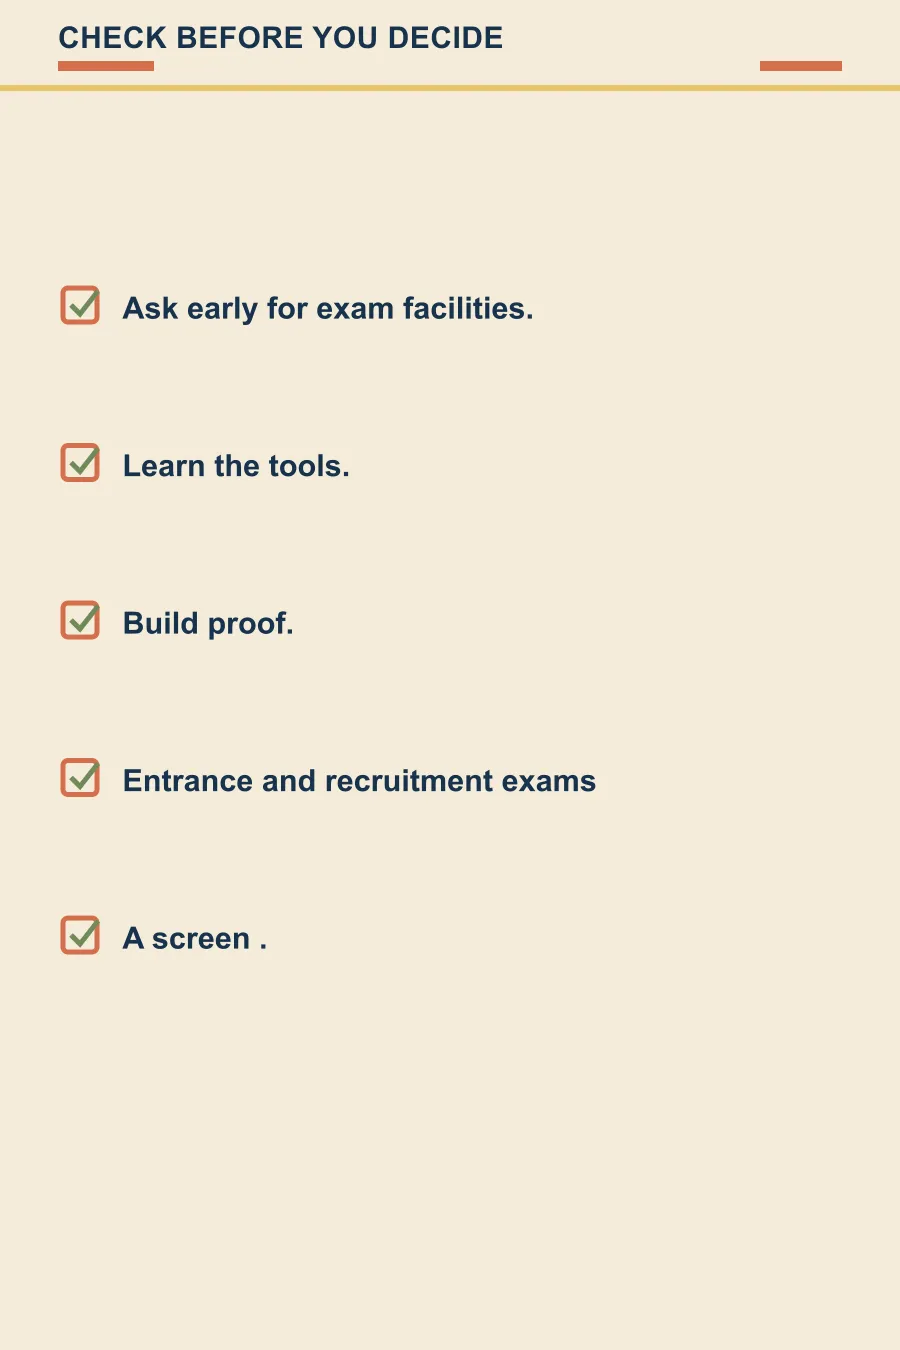 CHECK BEFORE YOU DECIDE
Ask early for exam facilities.
Learn the tools.
Build proof.
Entrance and recruitment exams
A screen .